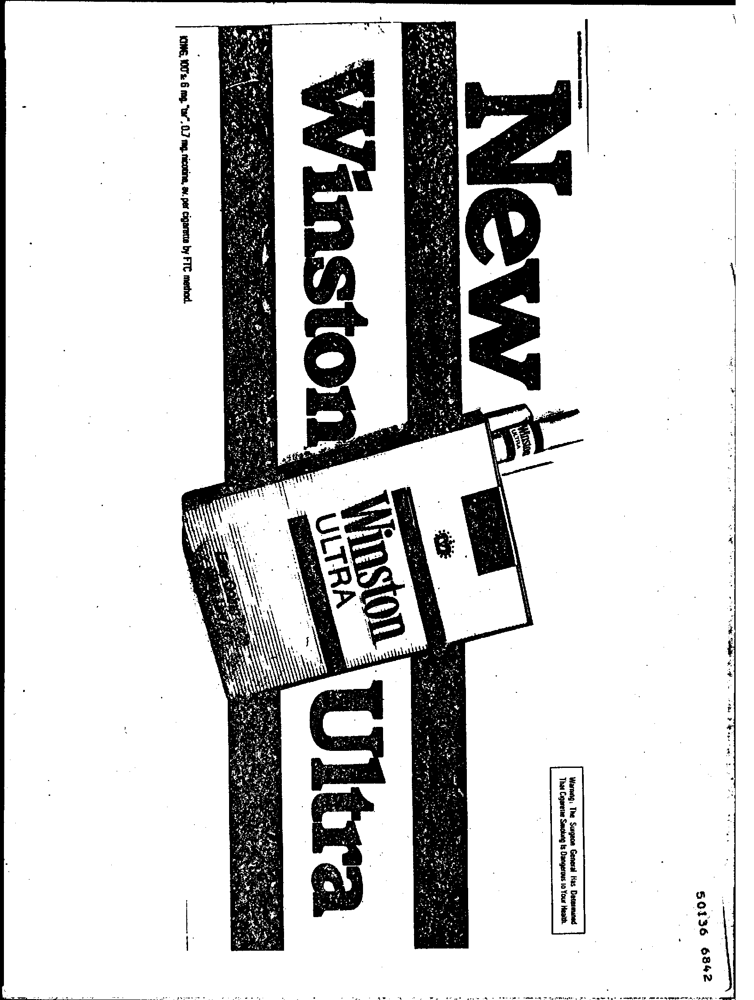 New
Winston
Ultra
Winston
ULTRA
Winston
ULTRA
Warning: The Surgeon General Has Determined
That Cigarette Smoking Is Dangerous to Your Health.
KING, 100's: 6 mg. "tar", 0.7 mg. nicotine, av. per cigarette by FTC method.
50136 6842